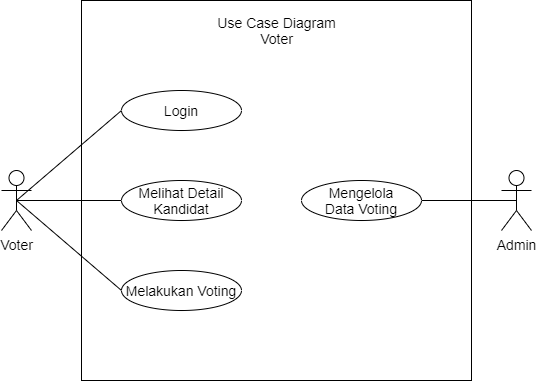 Use Case Diagram
Voter
Login
Melihat Detail
Kandidat
Mengelola
Data Voting
Voter
Admin
Melakukan Voting